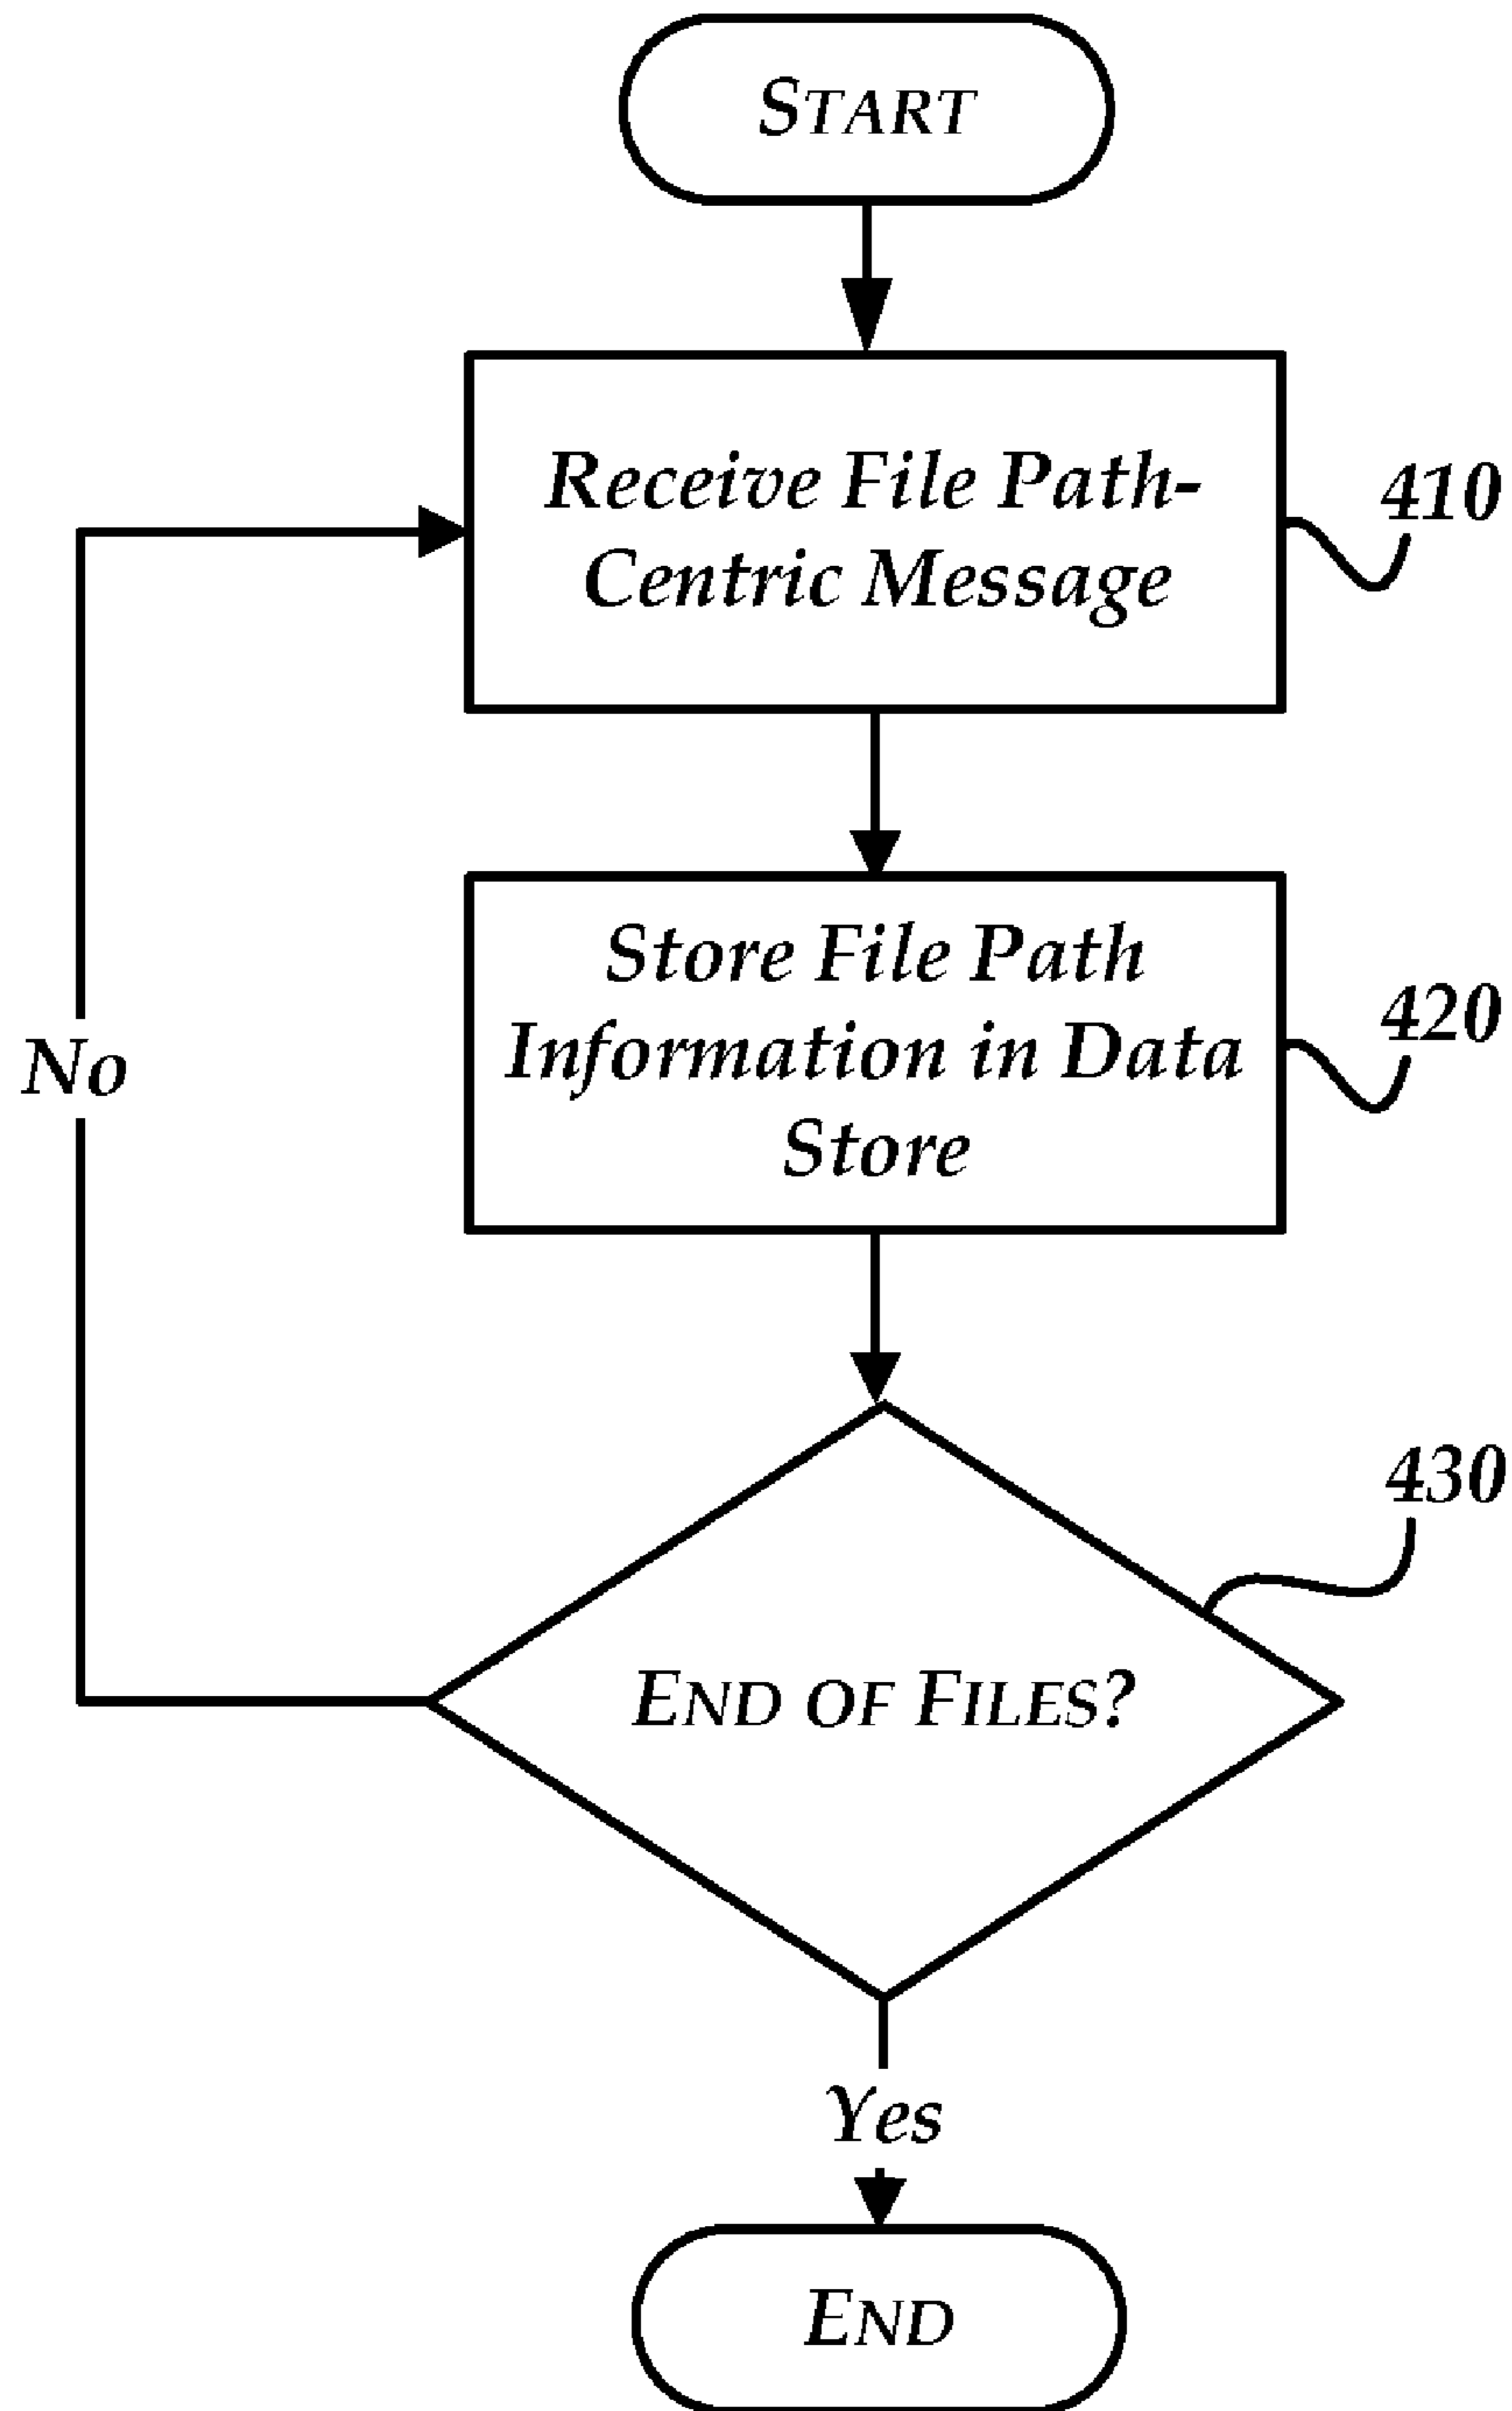 START
Receive File Path-
Centric Message
410
Store File Path
Information in Data
Store
420
No
430
END OF FILES?
Yes
END